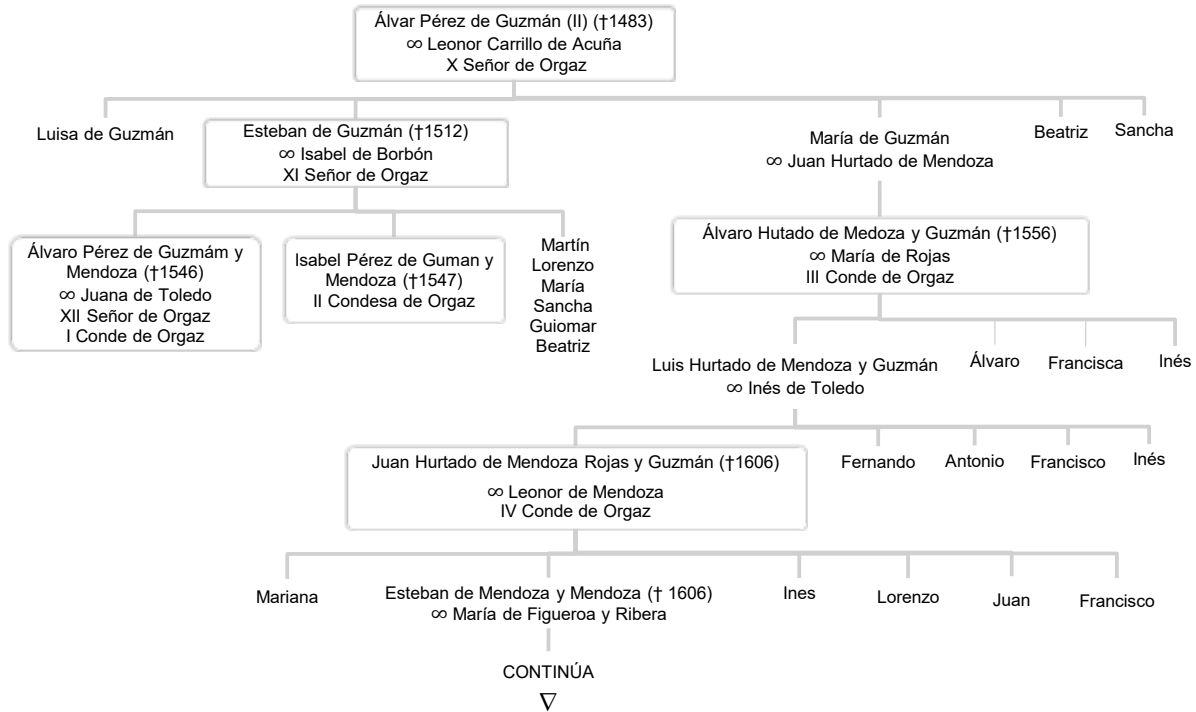 Álvar Pérez de Guzmán (II) (†1483)
∞ Leonor Carrillo de Acuña
X Señor de Orgaz
Luisa de Guzmán
Esteban de Guzmán (†1512)
∞ Isabel de Borbón
XI Señor de Orgaz
María de Guzmán
∞ Juan Hurtado de Mendoza
Beatriz
Sancha
Álvaro Pérez de Guzmám y
Mendoza (†1546)
∞ Juana de Toledo
XII Señor de Orgaz
I Conde de Orgaz
Isabel Pérez de Guman y
Mendoza (†1547)
II Condesa de Orgaz
Martín
Lorenzo
María
Sancha
Guiomar
Beatriz
Álvaro Hutado de Medoza y Guzmán (†1556)
∞ María de Rojas
III Conde de Orgaz
Luis Hurtado de Mendoza y Guzmán
∞ Inés de Toledo
Álvaro
Francisca
Inés
Juan Hurtado de Mendoza Rojas y Guzmán (†1606)
∞ Leonor de Mendoza
IV Conde de Orgaz
Fernando
Antonio
Francisco
Inés
Mariana
Esteban de Mendoza y Mendoza († 1606)
∞ María de Figueroa y Ribera
Ines
Lorenzo
Juan
Francisco
CONTINÚA
∇